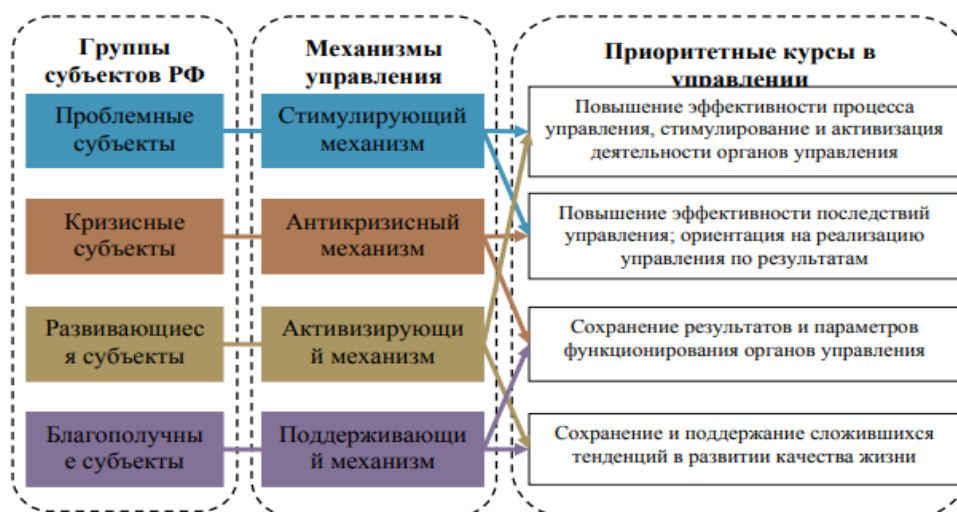 Группы
субъектов РФ
Проблемные
субъекты
Кризисные
субъекты
Развивающиес
я субъекты
Благополучны
е субъекты
Механизмы
управления
Стимулирующий
механизм
Антикризисный
механизм
Активизирующи
й механизм
Поддерживающи
й механизм
Приоритетные курсы в
управлении
Повышение эффективности процесса
управления, стимулирование и активизация
деятельности органов управления
Повышение эффективности последствий
управления; ориентация на реализацию
управления по результатам
Сохранение результатов и параметров
функционирования органов управления
Сохранение и поддержание сложившихся
тенденций в развитии качества жизни